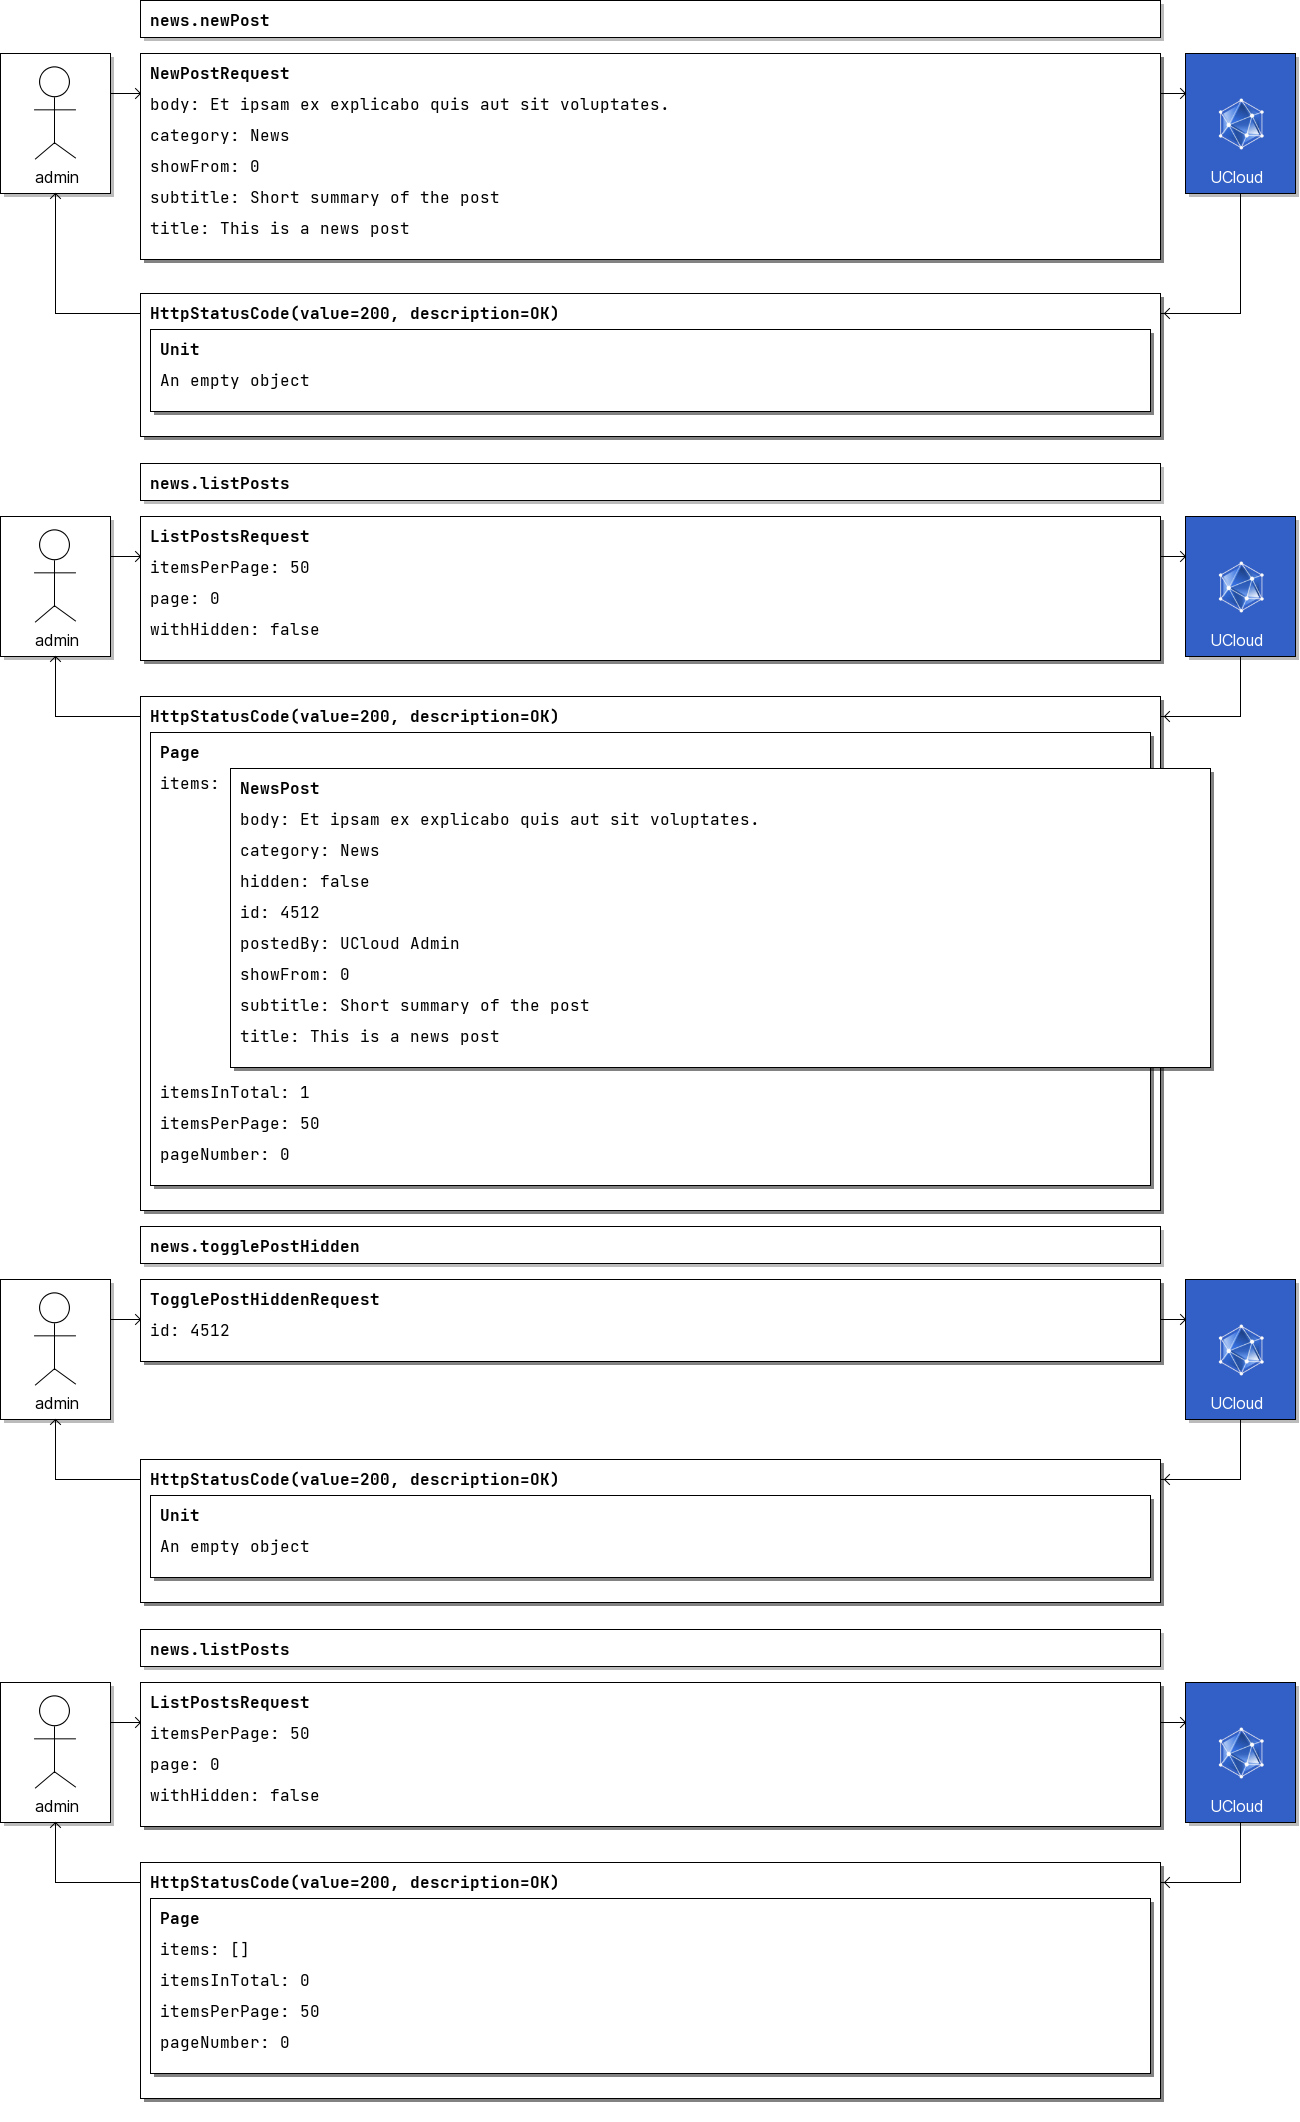 news.newPost
NewPostRequest
body: Et ipsam ex explicabo quis aut sit voluptates.
category: News
showFrom: 0
subtitle: Short summary of the post
title: This is a news post
admin
UCloud
HttpStatusCode(value=200, description=OK)
Unit
An empty object
news.listPosts
ListPostsRequest
itemsPerPage: 50
page: 0
withHidden: false
admin
UCloud
HttpStatusCode(value=200, description=OK)
Page
items:
NewsPost
body: Et ipsam ex explicabo quis aut sit voluptates.
category: News
hidden: false
id: 4512
postedBy: UCloud Admin
showFrom: 0
subtitle: Short summary of the post
title: This is a news post
itemsInTotal: 1
itemsPerPage: 50
pageNumber: 0
news.togglePostHidden
TogglePostHiddenRequest
id: 4512
admin
UCloud
HttpStatusCode(value=200, description=OK)
Unit
An empty object
news.listPosts
ListPostsRequest
itemsPerPage: 50
page: 0
withHidden: false
admin
UCloud
HttpStatusCode(value=200, description=OK)
Page
items: []
itemsInTotal: 0
itemsPerPage: 50
pageNumber: 0